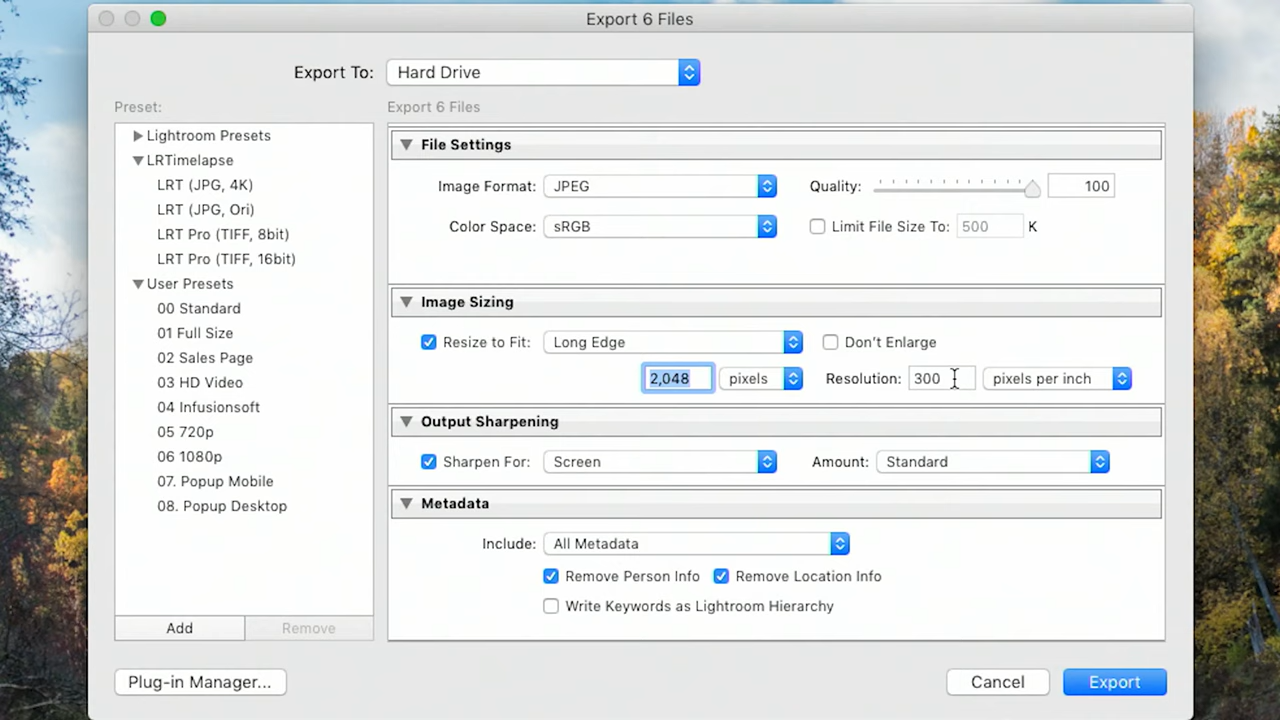 Export 6 Files
Export To: Hard Drive
Preset:
Lightroom Presets
LRTimelapse
LRT (JPG, 4K)
LRT (JPG, Ori)
LRT Pro (TIFF, 8bit)
LRT Pro (TIFF, 16bit)
User Presets
00 Standard
01 Full Size
02 Sales Page
03 HD Video
04 Infusionsoft
05 720p
06 1080p
07. Popup Mobile
08. Popup Desktop
Add Remove
Export 6 Files
File Settings
Image Format: JPEG Quality: 100
Color Space: sRGB Limit File Size To: 500 K
Image Sizing
Resize to Fit: Long Edge Don't Enlarge
2,048 pixels Resolution: 300 pixels per inch
Output Sharpening
Sharpen For: Screen Amount: Standard
Metadata
Include: All Metadata
Remove Person Info Remove Location Info
Write Keywords as Lightroom Hierarchy
Plug-in Manager... Cancel Export